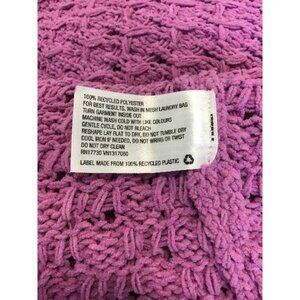 100% RECYCLED POLYESTER
FOR BEST RESULTS, WASH IN MESH LAUNDRY BAG
TURN GARMENT INSIDE OUT
MACHINE WASH COLD WITH LIKE COLOURS
GENTLE CYCLE, DO NOT BLEACH
RESHAPE LAY FLAT TO DRY, DO NOT TUMBLE DRY
COOL IRON IF NEEDED, DO NOT WRING OR TWIST
DO NOT DRY CLEAN
RN17730 VN1317080
LABEL MADE FROM 100% RECYCLED PLASTIC